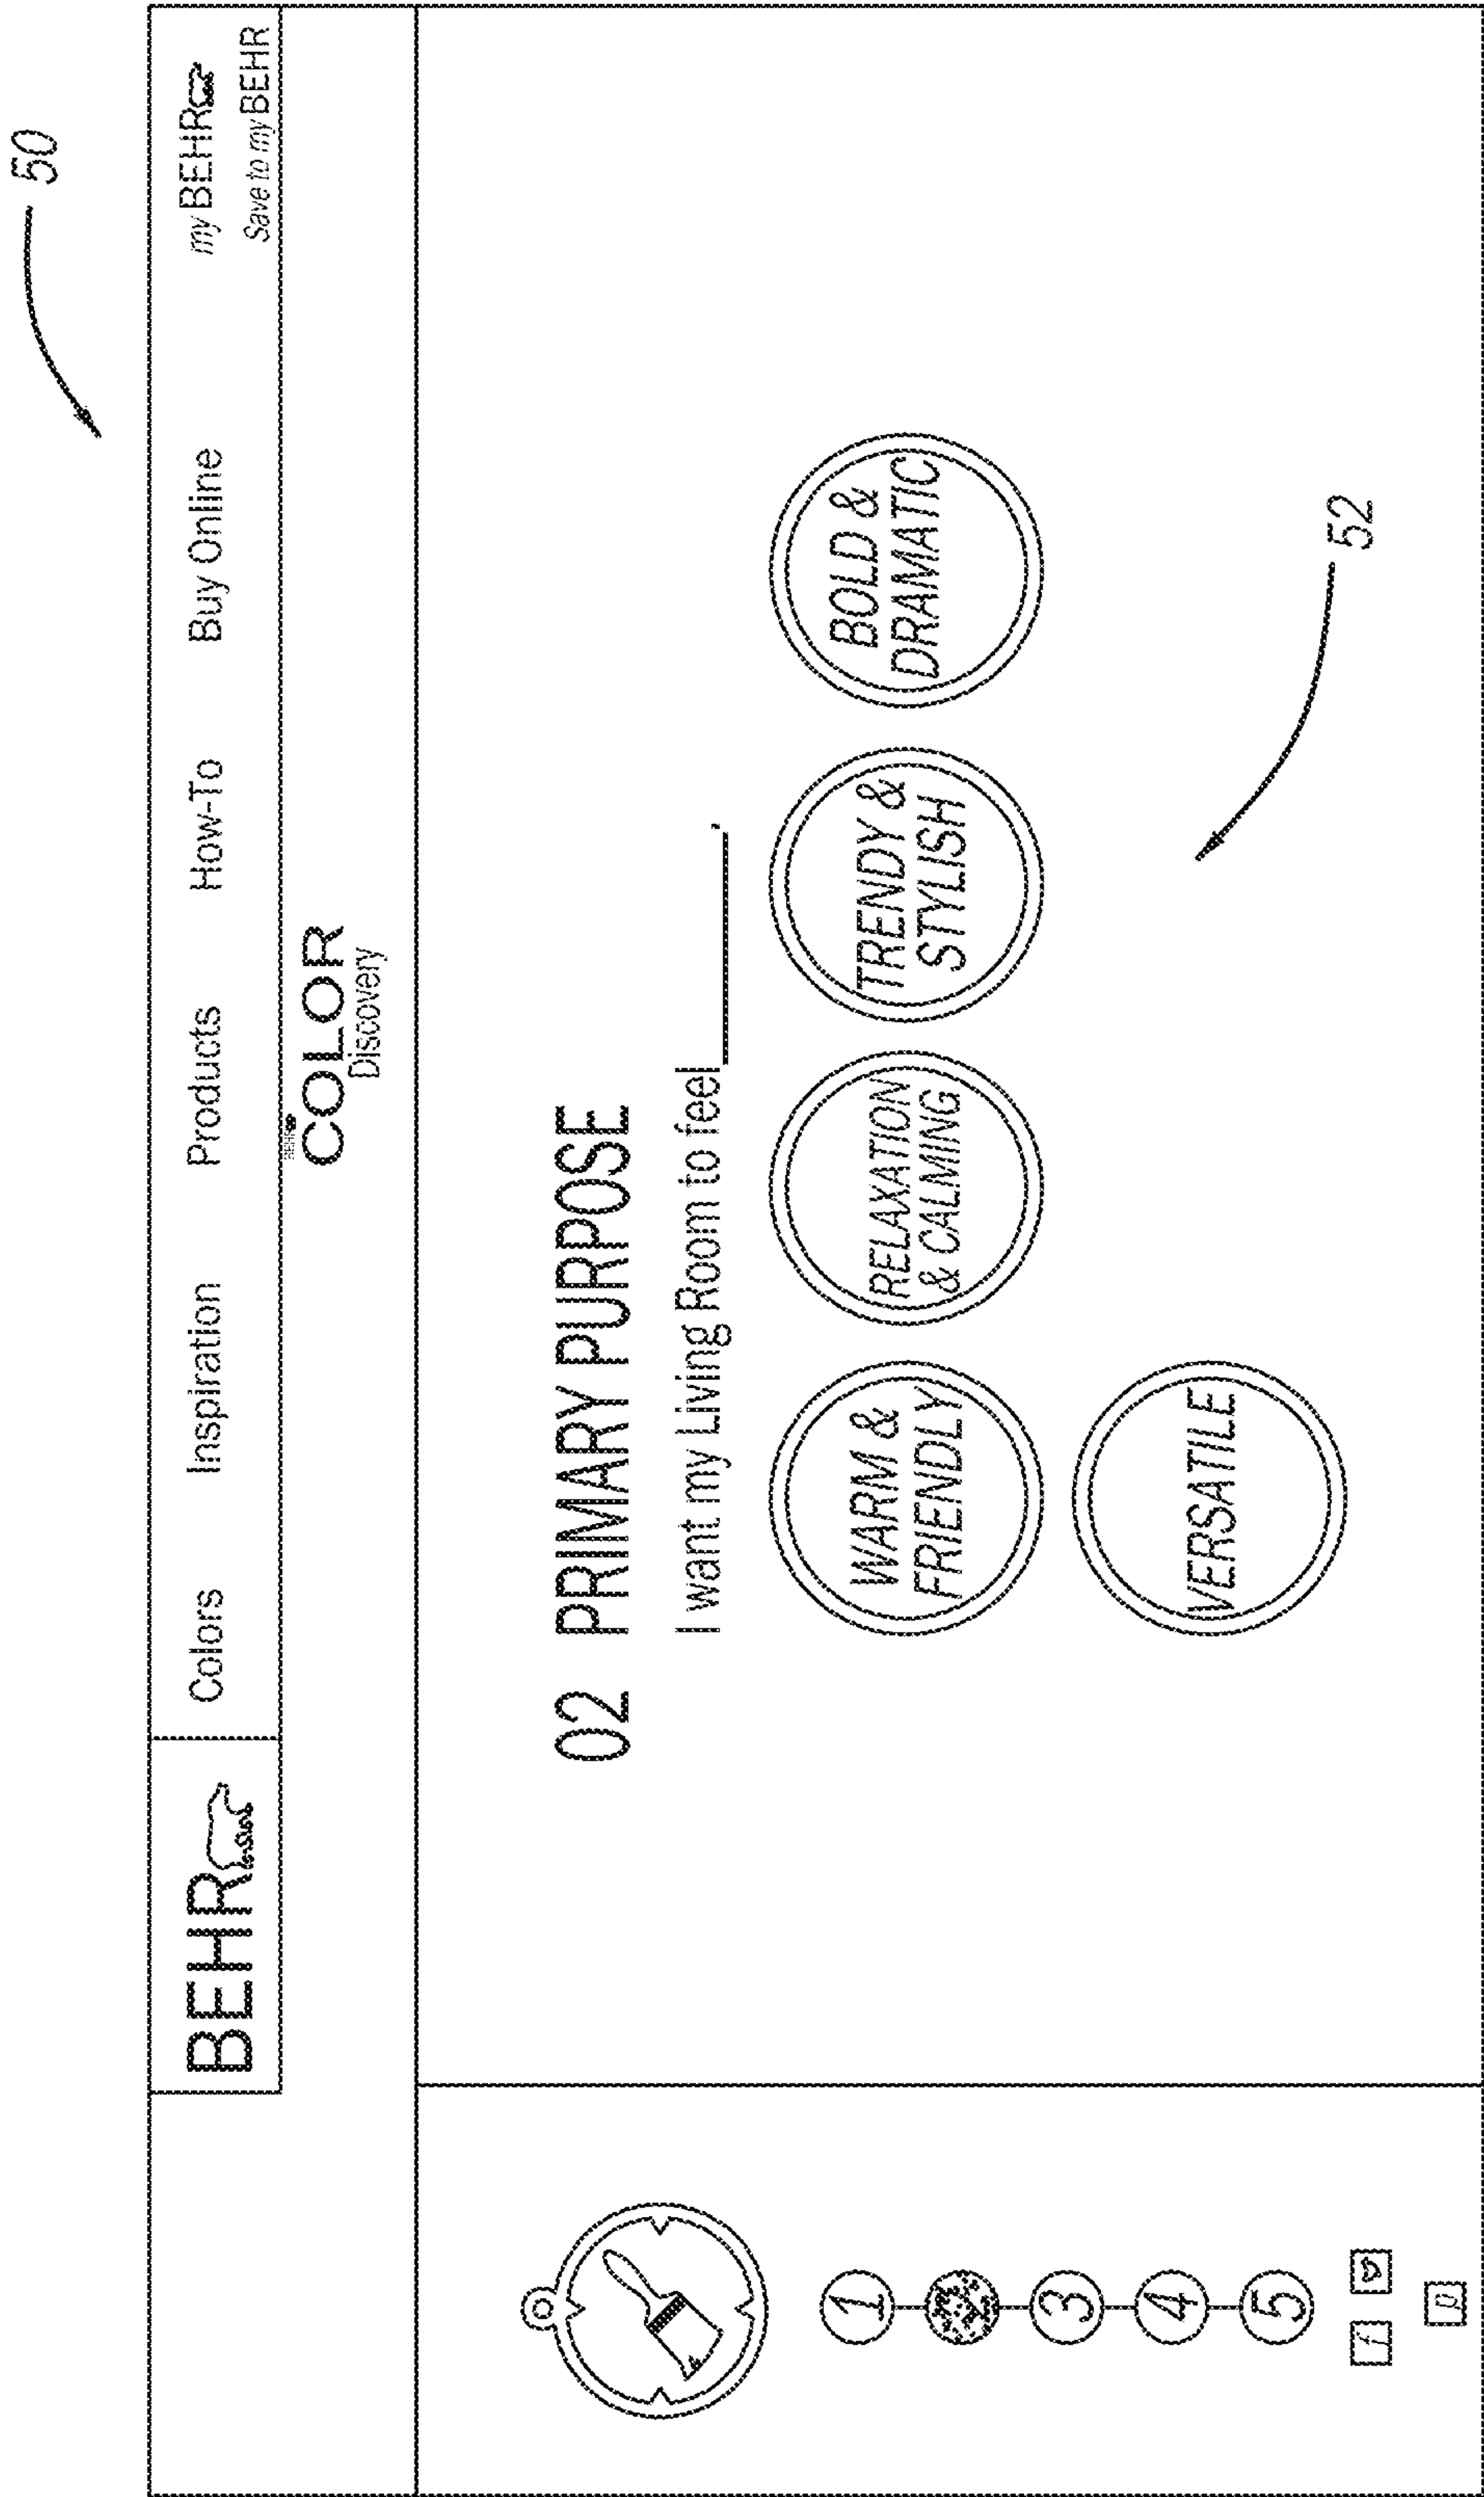 50
BEHR Colors Inspiration Products How-To Buy Online my BEHR
Save to my BEHR
BEHR
COLOR
Discovery
02 PRIMARY PURPOSE
I want my Living Room to feel__________.
WARM &
FRIENDLY
RELAXATION
& CALMING
TRENDY &
STYLISH
BOLD &
DRAMATIC
VERSATILE
52
1
3
4
5
f
p